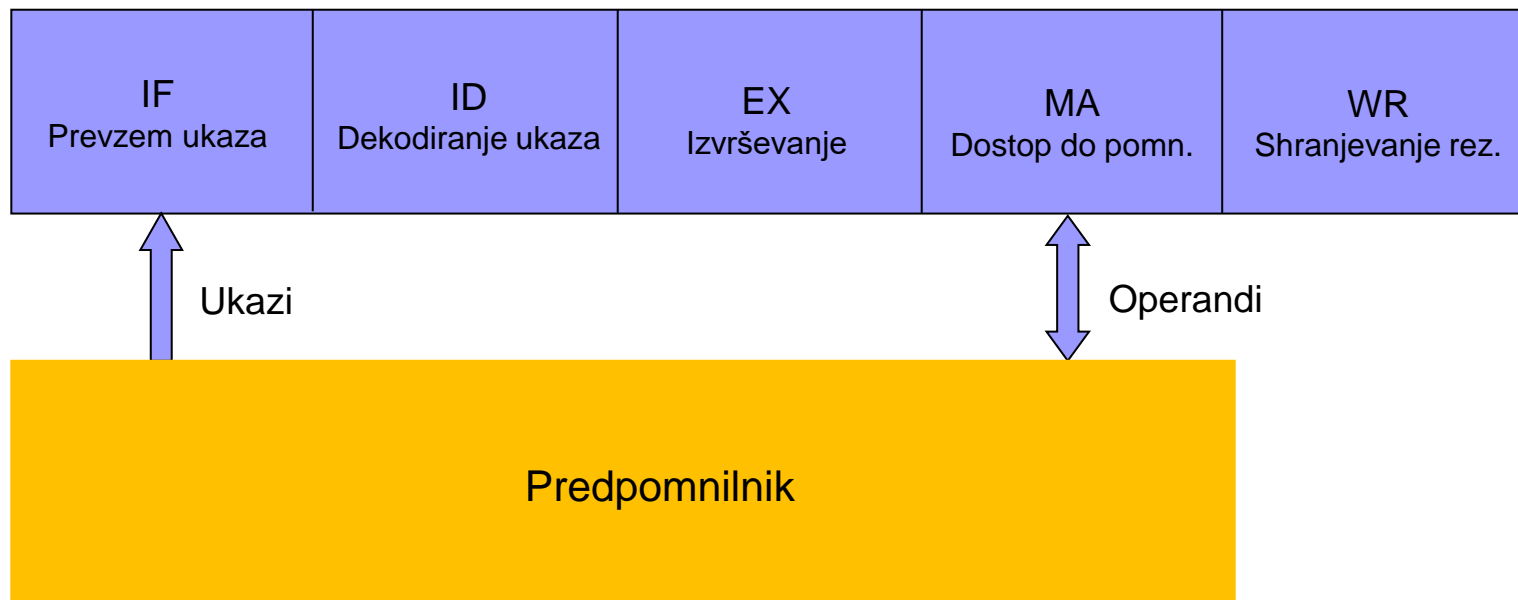 IF
Prevzem ukaza
ID
Dekodiranje ukaza
EX
Izvrševanje
MA
Dostop do pomn.
WR
Shranjevanje rez.
Ukazi
Operandi
Predpomnilnik